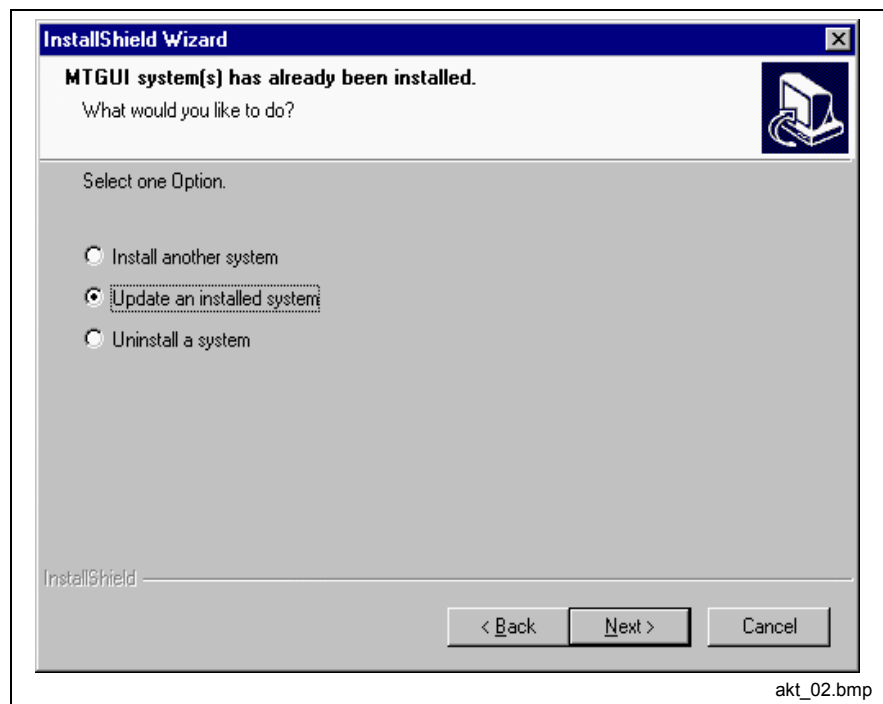 InstallShield Wizard
MTGUI system(s) has already been installed.
What would you like to do?
Select one Option.
Install another system
Update an installed system
Uninstall a system
InstallShield
< Back Next > Cancel
akt_02.bmp